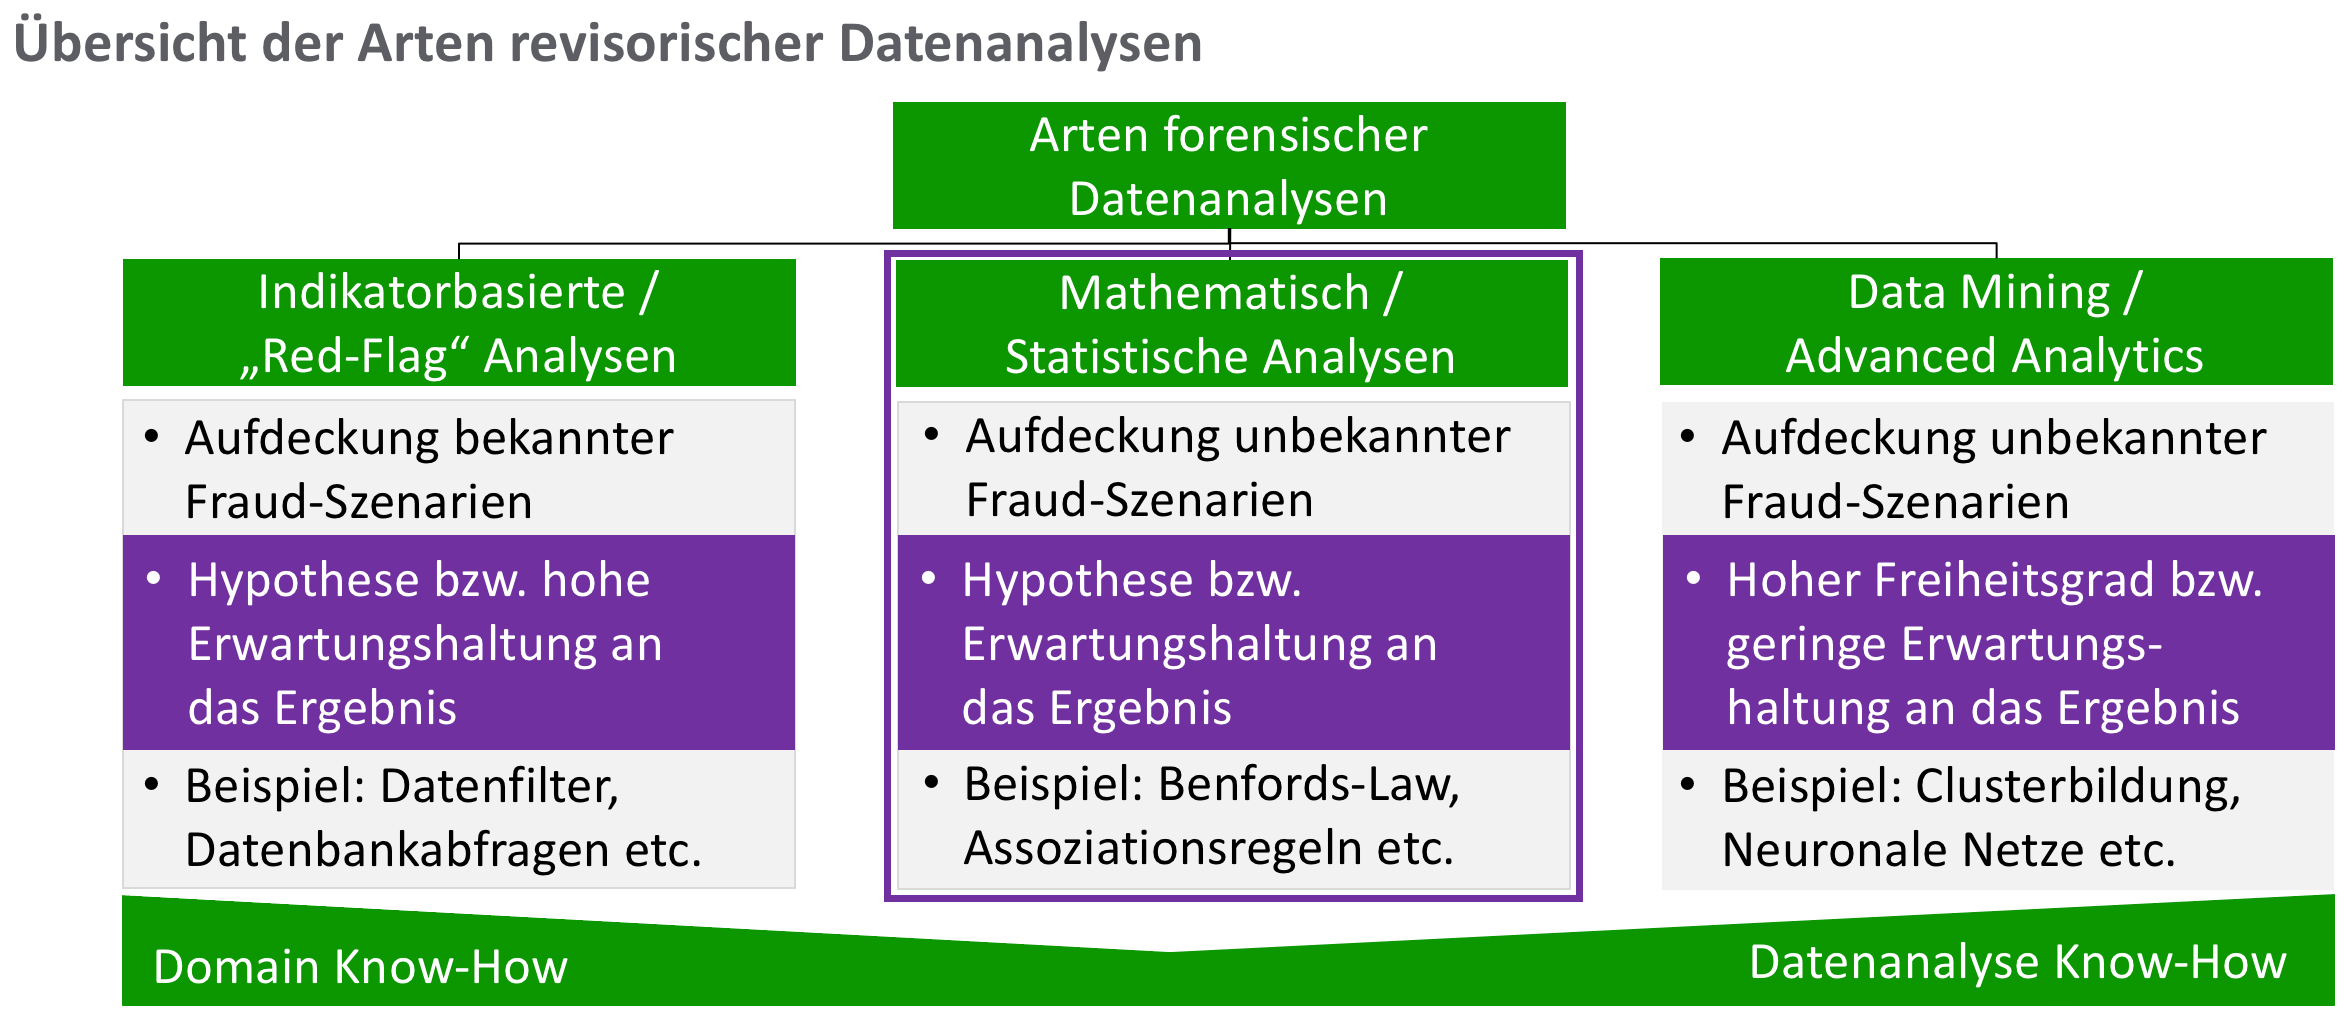 Übersicht der Arten revisorischer Datenanalysen
Arten forensischer
Datenanalysen
Indikatorbasierte /
„Red-Flag“ Analysen
• Aufdeckung bekannter
Fraud-Szenarien
• Hypothese bzw. hohe
Erwartungshaltung an
das Ergebnis
• Beispiel: Datenfilter,
Datenbankabfragen etc.
Mathematisch /
Statistische Analysen
• Aufdeckung unbekannter
Fraud-Szenarien
• Hypothese bzw.
Erwartungshaltung an
das Ergebnis
• Beispiel: Benfords-Law,
Assoziationsregeln etc.
Data Mining /
Advanced Analytics
• Aufdeckung unbekannter
Fraud-Szenarien
• Hoher Freiheitsgrad bzw.
geringe Erwartungs-
haltung an das Ergebnis
• Beispiel: Clusterbildung,
Neuronale Netze etc.
Domain Know-How
Datenanalyse Know-How